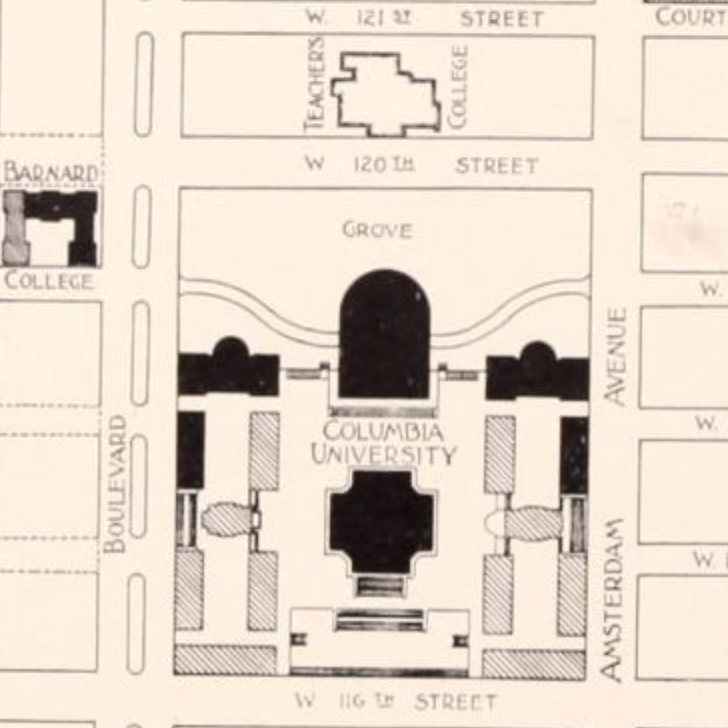 W. 121ST STREET
COURT
TEACHER'S
COLLEGE
W 120TH STREET
BARNARD
COLLEGE
GROVE
W.
AVENUE
COLUMBIA
UNIVERSITY
BOULEVARD
W.
AMSTERDAM
W.
W 116TH STREET